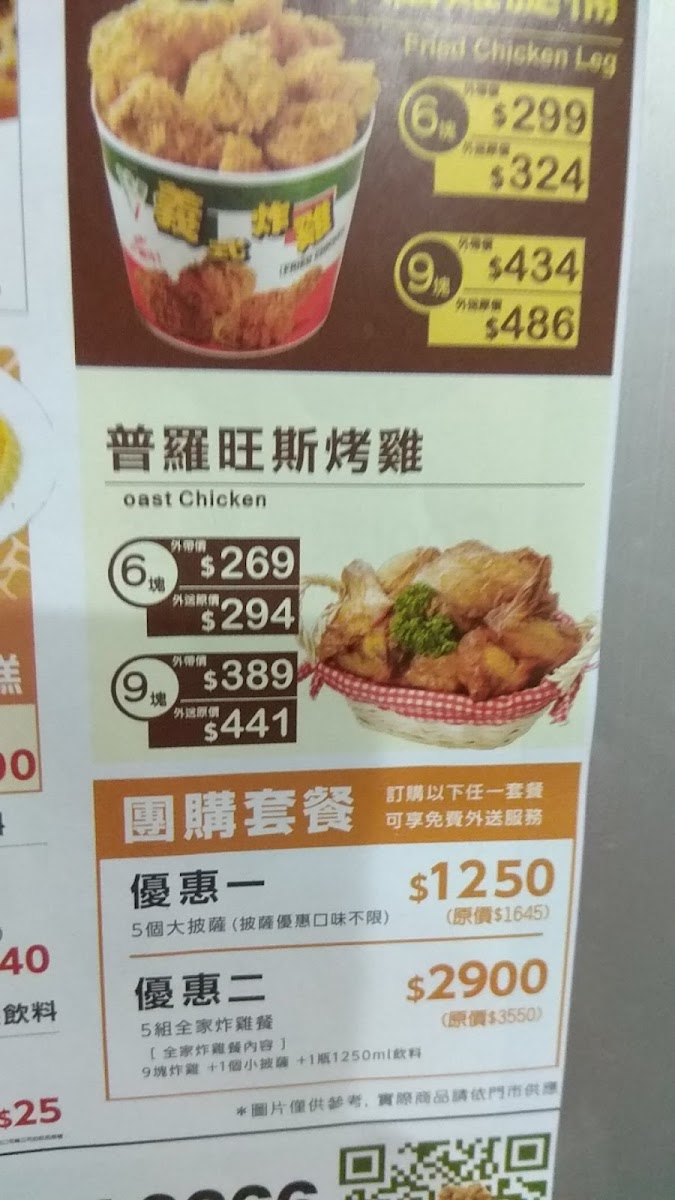 Fried Chicken Leg
6塊
外帶價
$299
外送原價
$324
9塊
外帶價
$434
外送原價
$486
義式炸雞
普羅旺斯烤雞
oast Chicken
6塊
外帶價
$269
外送原價
$294
9塊
外帶價
$389
外送原價
$441
糕
團購套餐
訂購以下任一套餐
可享免費外送服務
優惠一
$1250
5個大披薩(披薩優惠口味不限)
(原價$1645)
優惠二
$2900
5組全家炸雞餐
(原價$3550)
[全家炸雞餐內容]
9塊炸雞+1個小披薩+1瓶1250ml飲料
40
飲料
$25
*圖片僅供參考,實際商品請依門市供應